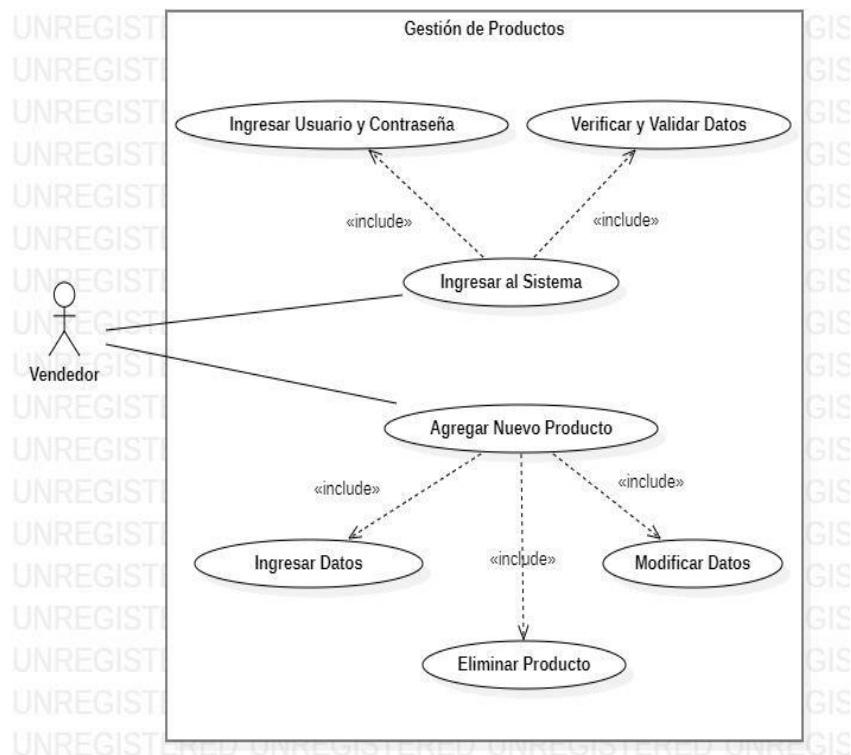 Gestión de Productos
Ingresar Usuario y Contraseña
Verificar y Validar Datos
«include»
«include»
Ingresar al Sistema
Vendedor
Agregar Nuevo Producto
«include»
«include»
Ingresar Datos
«include»
Modificar Datos
Eliminar Producto
UNREGISTERED UNREGISTERED UNREGISTERED